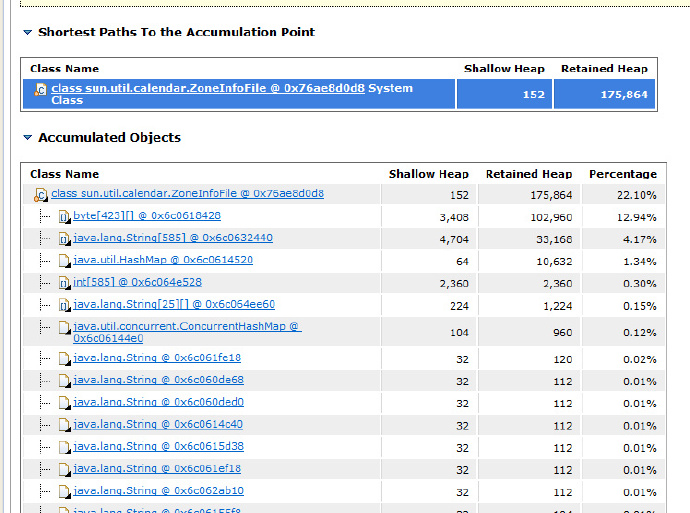 Shortest Paths To the Accumulation Point
Class Name Shallow Heap Retained Heap
class sun.util.calendar.ZoneInfoFile @ 0x76ae8d0d8 System
Class 152 175,864
Accumulated Objects
Class Name Shallow Heap Retained Heap Percentage
class sun.util.calendar.ZoneInfoFile @ 0x76ae8d0d8 152 175,864 22.10%
byte[423][] @ 0x6c0618428 3,408 102,960 12.94%
java.lang.String[585] @ 0x6c0632440 4,704 33,168 4.17%
java.util.HashMap @ 0x6c0614520 64 10,632 1.34%
int[585] @ 0x6c064e528 2,360 2,360 0.30%
java.lang.String[25][] @ 0x6c064ee60 224 1,224 0.15%
java.util.concurrent.ConcurrentHashMap @
0x6c06144e0 104 960 0.12%
java.lang.String @ 0x6c061fe18 32 120 0.02%
java.lang.String @ 0x6c060de68 32 112 0.01%
java.lang.String @ 0x6c060ded0 32 112 0.01%
java.lang.String @ 0x6c0614c40 32 112 0.01%
java.lang.String @ 0x6c0615d38 32 112 0.01%
java.lang.String @ 0x6c061ef18 32 112 0.01%
java.lang.String @ 0x6c062ab10 32 112 0.01%
java.lang.String @